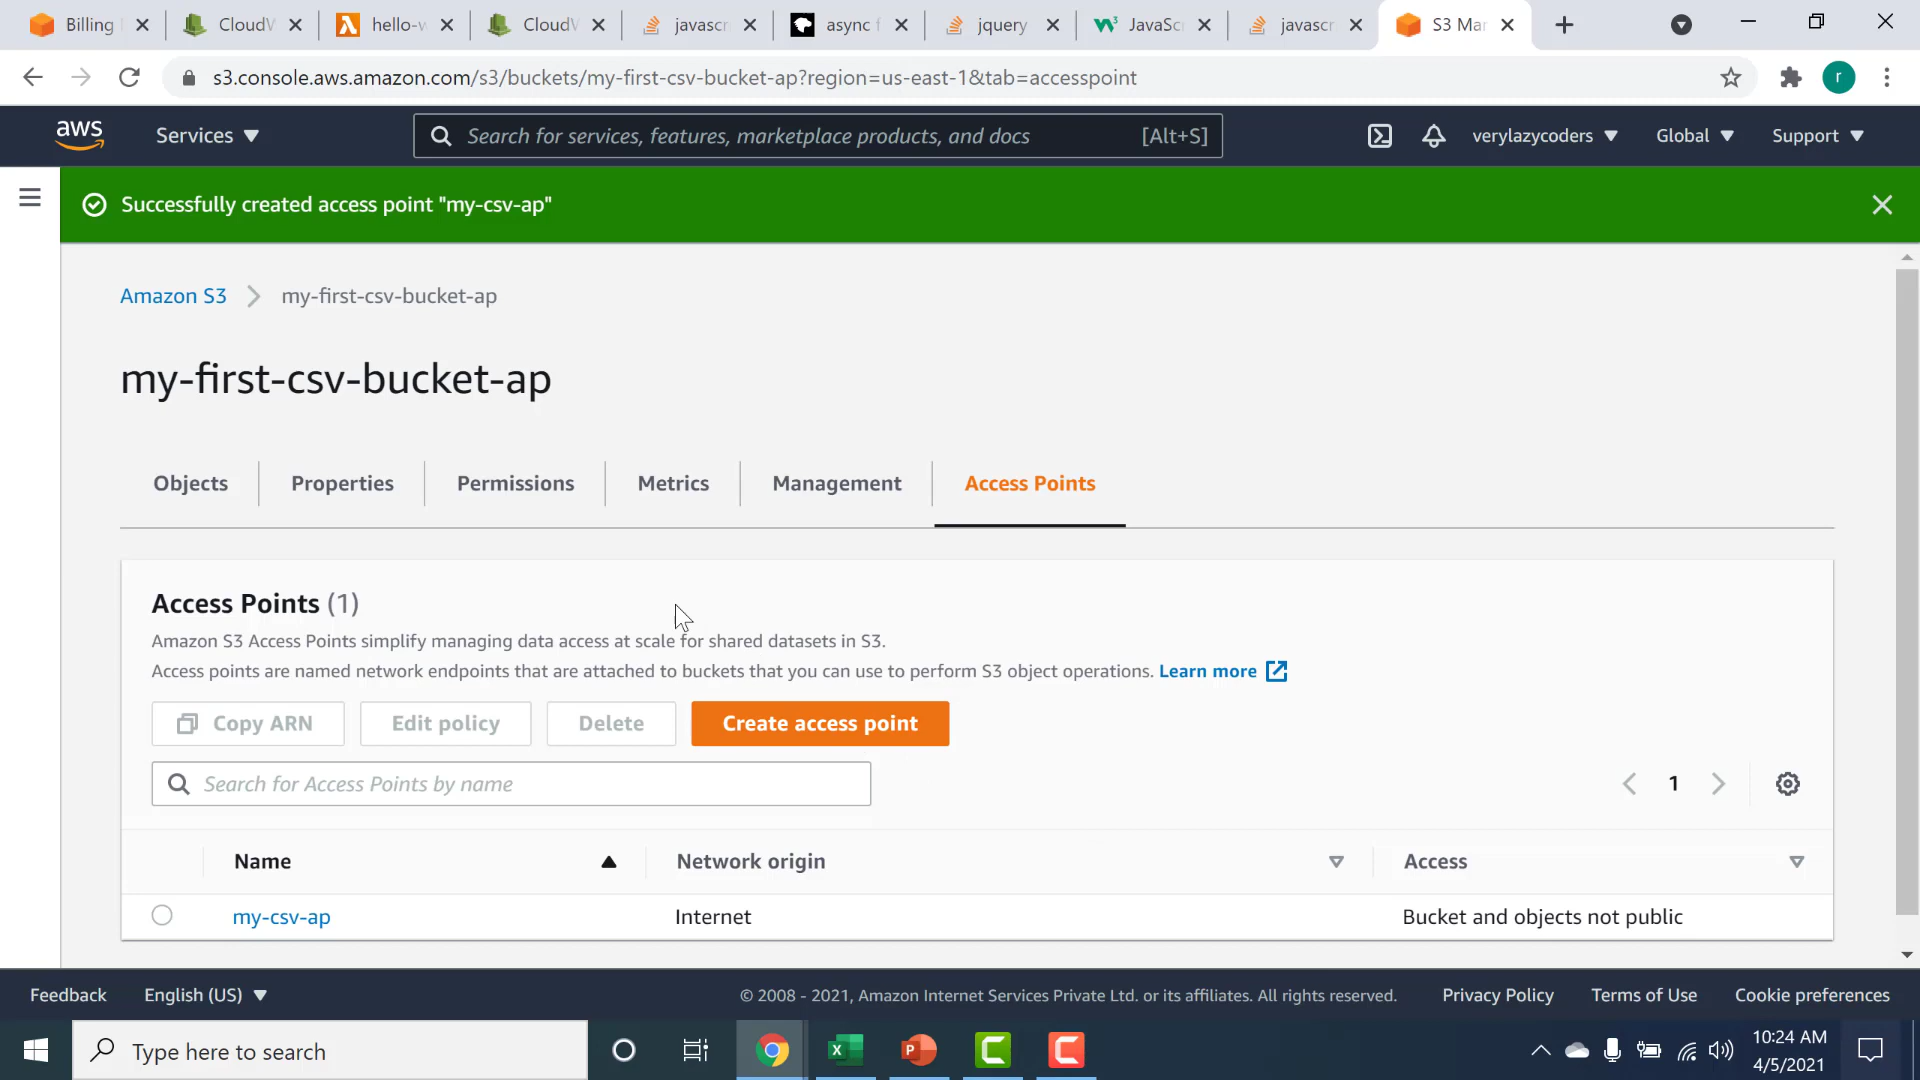 Billing
CloudW
hello-w
CloudW
javascr
async f
jquery
JavaScr
javascr
S3 Mar
s3.console.aws.amazon.com/s3/buckets/my-first-csv-bucket-ap?region=us-east-1&tab=accesspoint
r
aws
Services
Search for services, features, marketplace products, and docs
[Alt+S]
verylazycoders
Global
Support
Successfully created access point "my-csv-ap"
Amazon S3
my-first-csv-bucket-ap
my-first-csv-bucket-ap
Objects
Properties
Permissions
Metrics
Management
Access Points
Access Points (1)
Amazon S3 Access Points simplify managing data access at scale for shared datasets in S3.
Access points are named network endpoints that are attached to buckets that you can use to perform S3 object operations. Learn more
Copy ARN
Edit policy
Delete
Create access point
Search for Access Points by name
1
Name
Network origin
Access
my-csv-ap
Internet
Bucket and objects not public
Feedback
English (US)
© 2008 - 2021, Amazon Internet Services Private Ltd. or its affiliates. All rights reserved.
Privacy Policy
Terms of Use
Cookie preferences
Type here to search
10:24 AM
4/5/2021